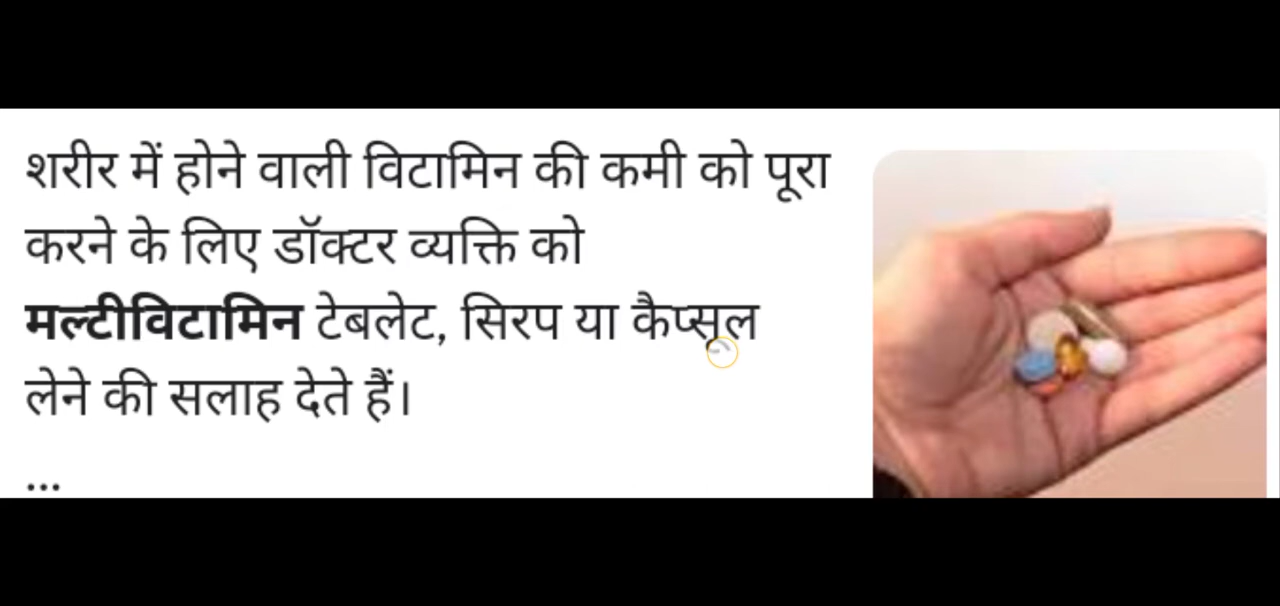 शरीर में होने वाली विटामिन की कमी को पूरा
करने के लिए डॉक्टर व्यक्ति को
मल्टीविटामिन टेबलेट, सिरप या कैप्सूल
लेने की सलाह देते हैं।
...